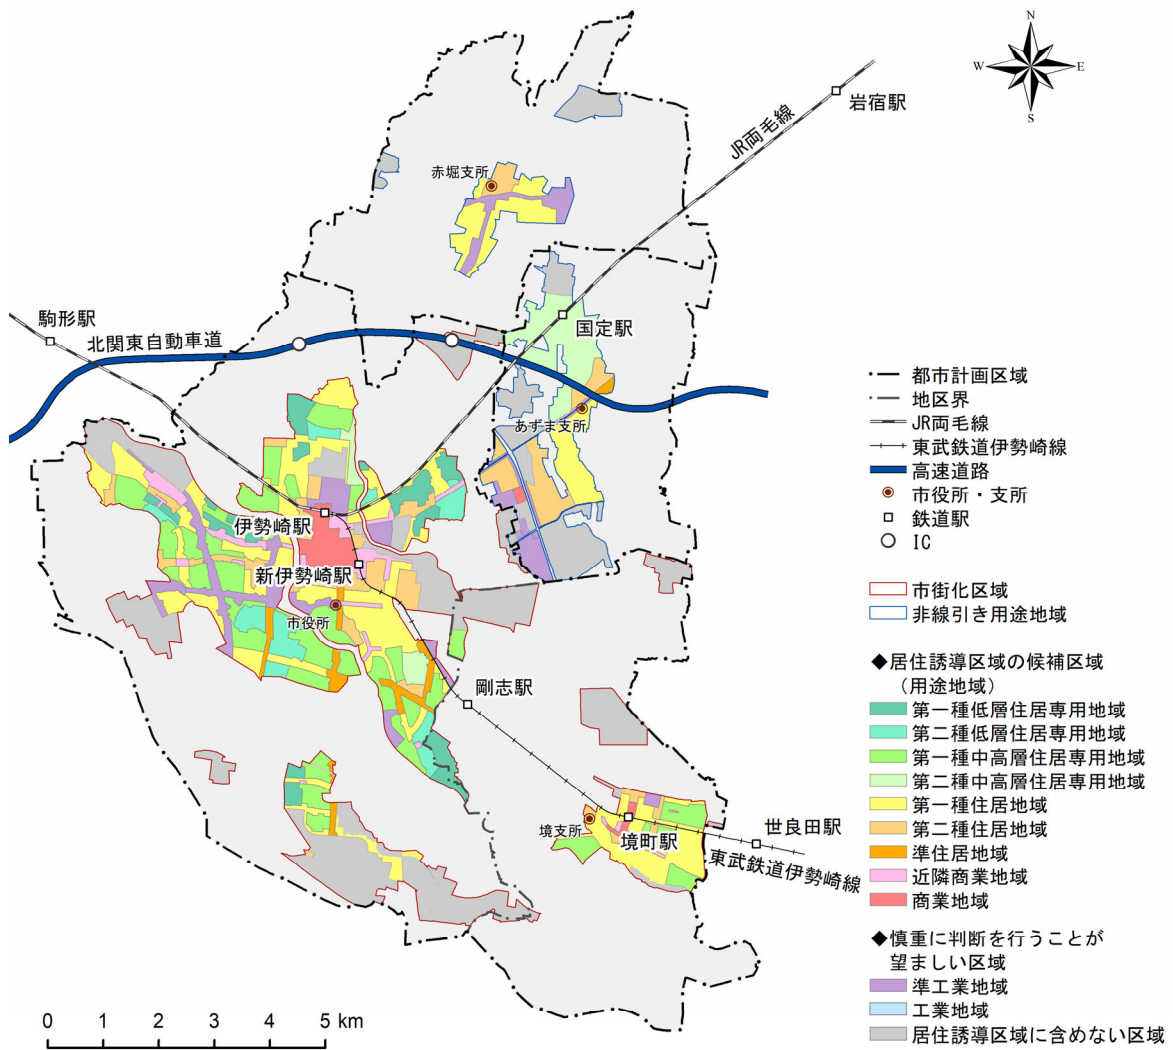 N
W
E
S
岩宿駅
JR両毛線
赤堀支所
駒形駅
北関東自動車道
国定駅
あずま支所
伊勢崎駅
新伊勢崎駅
市役所
剛志駅
境支所
境町駅
世良田駅
東武鉄道伊勢崎線
都市計画区域
地区界
JR両毛線
東武鉄道伊勢崎線
高速道路
市役所・支所
鉄道駅
IC
市街化区域
非線引き用途地域
◆居住誘導区域の候補区域
（用途地域）
第一種低層住居専用地域
第二種低層住居専用地域
第一種中高層住居専用地域
第二種中高層住居専用地域
第一種住居地域
第二種住居地域
準住居地域
近隣商業地域
商業地域
◆慎重に判断を行うことが
望ましい区域
準工業地域
工業地域
居住誘導区域に含めない区域
0 1 2 3 4 5 km